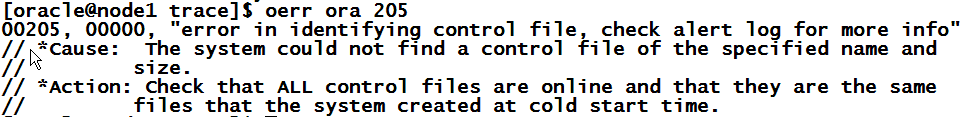 [oracle@node1 trace]$ oerr ora 205
00205, 00000, "error in identifying control file, check alert log for more info"
// *Cause:  The system could not find a control file of the specified name and
//          size.
// *Action: Check that ALL control files are online and that they are the same
//          files that the system created at cold start time.